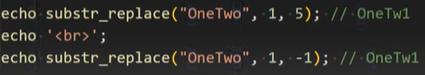 echo substr_replace("OneTwo", 1, 5); // OneTw1
echo '<br>';
echo substr_replace("OneTwo", 1, -1); // OneTw1